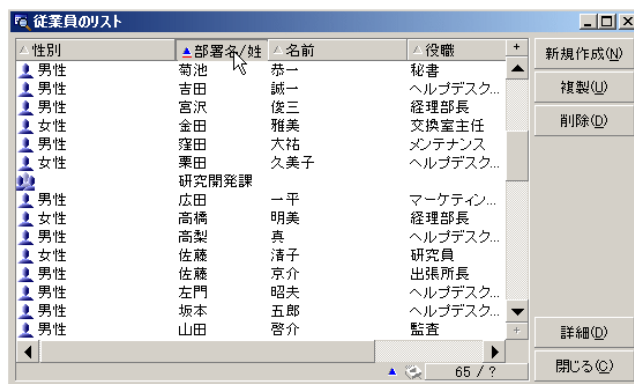 従業員のリスト
性別 部署名/姓 名前 役職 +
男性 菊池 恭一 秘書
男性 吉田 誠一 ヘルプデスク...
男性 宮沢 俊三 経理部長
女性 金田 雅美 交換室主任
男性 窪田 大祐 メンテナンス
女性 栗田 久美子 ヘルプデスク...
研究開発課
男性 広田 一平 マーケティン...
女性 高橋 明美 経理部長
男性 高梨 真 ヘルプデスク...
女性 佐藤 清子 研究員
男性 佐藤 京介 出張所長
男性 左門 昭夫 ヘルプデスク...
男性 坂本 五郎 ヘルプデスク...
男性 山田 啓介 監査
65 / ?
新規作成(N)
複製(U)
削除(D)
詳細(D)
閉じる(C)